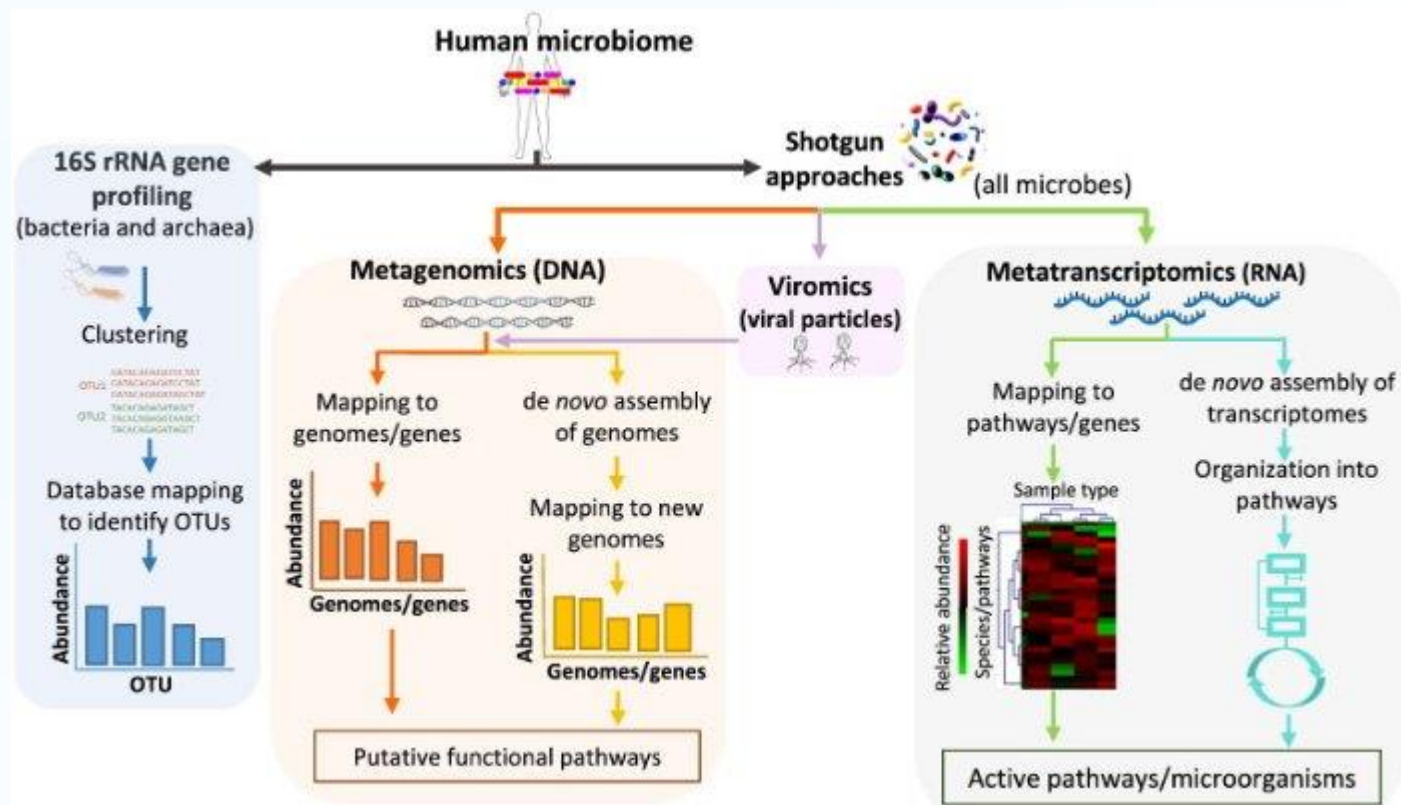 Human microbiome
16S rRNA gene
profiling
(bacteria and archaea)
Clustering
OTU1
OTU2
TACACAGAGATAGCT
TACACAGAGATAGCT
Database mapping
to identify OTUs
Abundance
OTU
Shotgun
approaches
(all microbes)
Metagenomics (DNA)
Mapping to
genomes/genes
Abundance
Genomes/genes
de novo assembly
of genomes
Mapping to new
genomes
Abundance
Genomes/genes
Putative functional pathways
Viromics
(viral particles)
Metatranscriptomics (RNA)
Mapping to
pathways/genes
Sample type
Relative abundance
Species/pathways
de novo assembly of
transcriptomes
Organization into
pathways
Active pathways/microorganisms